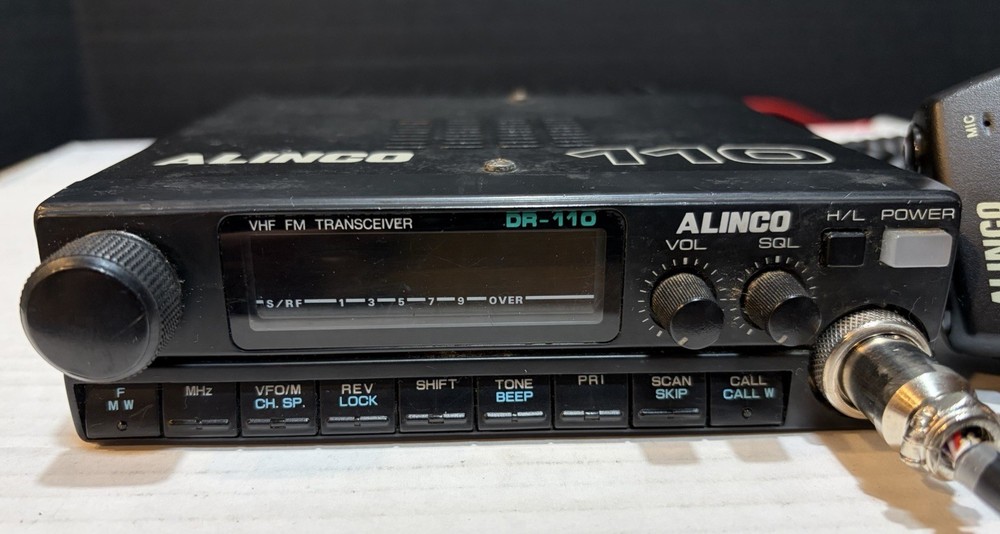 ALINCO 110
VHF FM TRANSCEIVER DR-110
S/RF 1 3 5 7 9 OVER
ALINCO
VOL SQL
H/L POWER
F
M W
MHz
VFO/M
CH. SP.
REV
LOCK
SHIFT
TONE
BEEP
PRI
SCAN
SKIP
CALL
CALL W
MIC
ALINCO